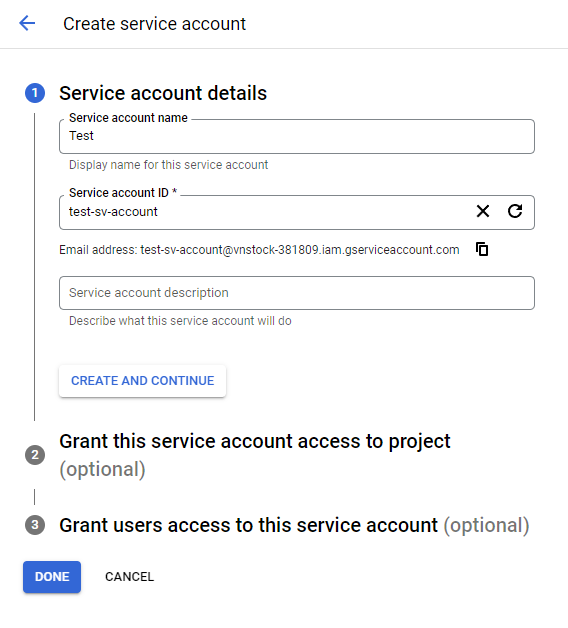 Create service account
1 Service account details
Service account name
Test
Display name for this service account
Service account ID *
test-sv-account
Email address: test-sv-account@vnstock-381809.iam.gserviceaccount.com
Service account description
Describe what this service account will do
CREATE AND CONTINUE
2 Grant this service account access to project
(optional)
3 Grant users access to this service account (optional)
DONE CANCEL